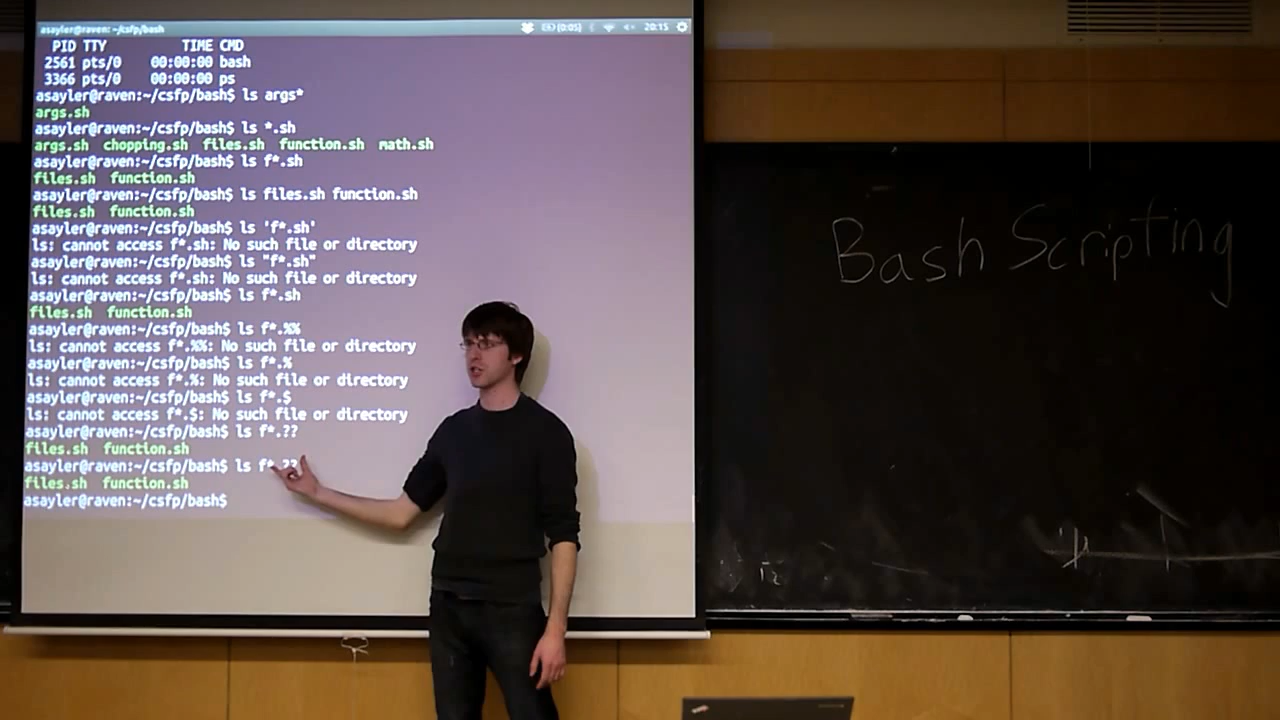 asayler@raven: ~/csfp/bash (0:05) 20:15
PID TTY TIME CMD
2561 pts/0 00:00:00 bash
3366 pts/0 00:00:00 ps
asayler@raven:~/csfp/bash$ ls args*
args.sh
asayler@raven:~/csfp/bash$ ls *.sh
args.sh chopping.sh files.sh function.sh math.sh
asayler@raven:~/csfp/bash$ ls f*.sh
files.sh function.sh
asayler@raven:~/csfp/bash$ ls files.sh function.sh
files.sh function.sh
asayler@raven:~/csfp/bash$ ls 'f*.sh'
ls: cannot access f*.sh: No such file or directory
asayler@raven:~/csfp/bash$ ls "f*.sh"
ls: cannot access f*.sh: No such file or directory
asayler@raven:~/csfp/bash$ ls f*.sh
files.sh function.sh
asayler@raven:~/csfp/bash$ ls f*.%%
ls: cannot access f*.%%: No such file or directory
asayler@raven:~/csfp/bash$ ls f*.%
ls: cannot access f*.%: No such file or directory
asayler@raven:~/csfp/bash$ ls f*.$
ls: cannot access f*.$: No such file or directory
asayler@raven:~/csfp/bash$ ls f*.??
files.sh function.sh
asayler@raven:~/csfp/bash$ ls f*.??
files.sh function.sh
asayler@raven:~/csfp/bash$
Bash Scripting